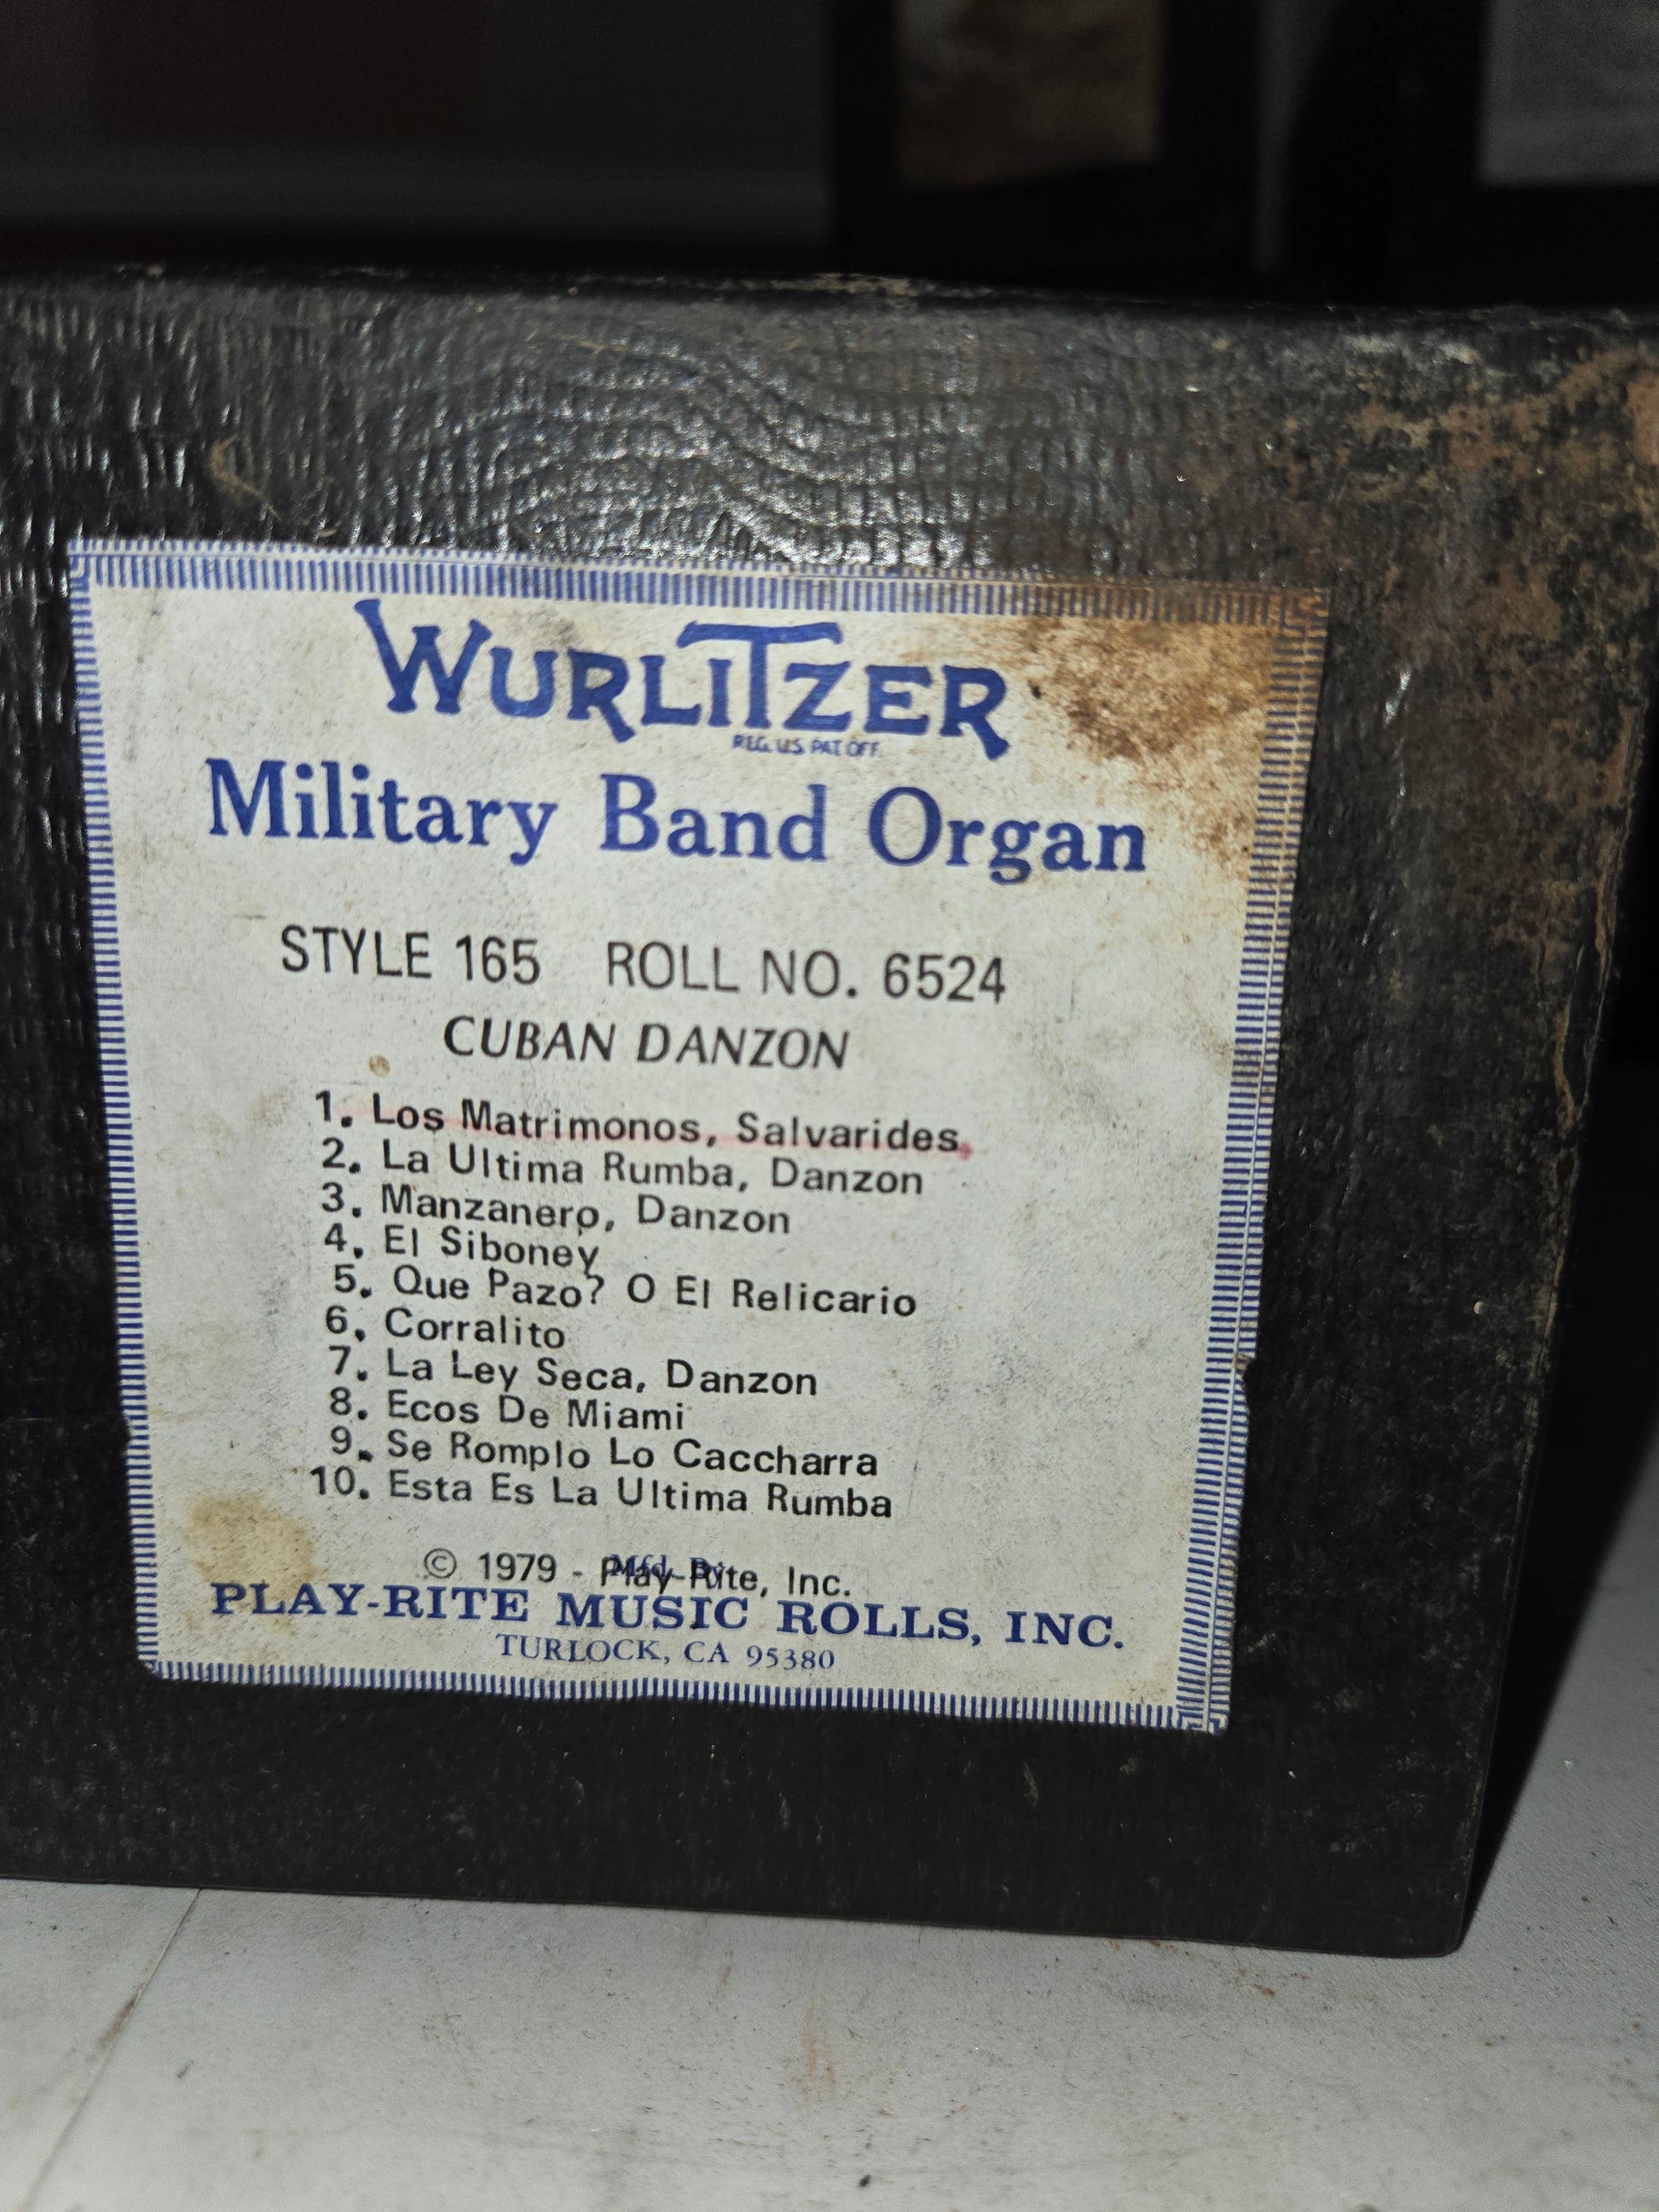 WURLITZER
REG. U.S. PAT. OFF.
Military Band Organ
STYLE 165 ROLL NO. 6524
CUBAN DANZON
1. Los Matrimonos, Salvarides
2. La Ultima Rumba, Danzon
3. Manzanero, Danzon
4. El Siboney
5. Que Pazo? O El Relicario
6. Corralito
7. La Ley Seca, Danzon
8. Ecos De Miami
9. Se Romplo Lo Caccharra
10. Esta Es La Ultima Rumba
© 1979 - Play-Rite, Inc.
Mfd. By
PLAY-RITE MUSIC ROLLS, INC.
TURLOCK, CA 95380